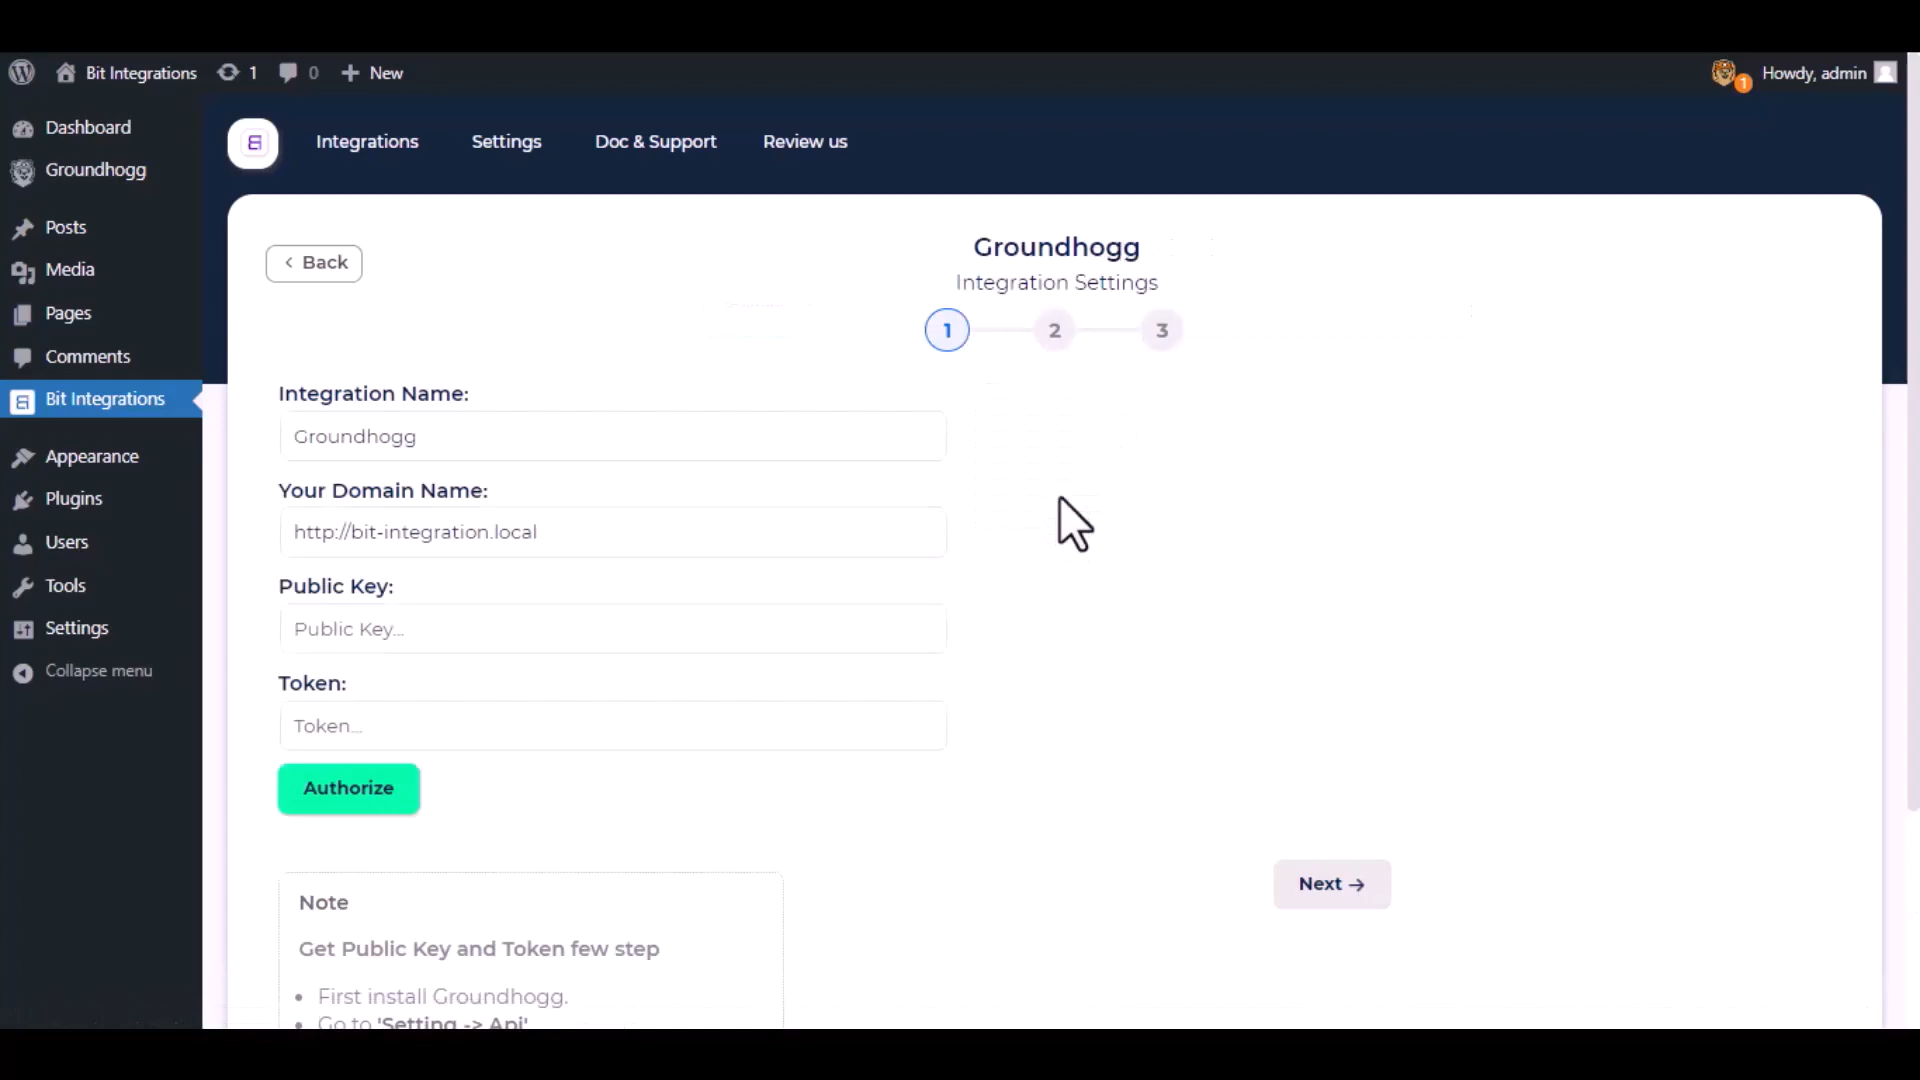 Bit Integrations 1 0 New
1 Howdy, admin
Dashboard
Groundhogg
Posts
Media
Pages
Comments
Bit Integrations
Appearance
Plugins
Users
Tools
Settings
Collapse menu
Integrations Settings Doc & Support Review us
< Back
Groundhogg
Integration Settings
1 2 3
Integration Name:
Groundhogg
Your Domain Name:
http://bit-integration.local
Public Key:
Public Key...
Token:
Token...
Authorize
Next →
Note
Get Public Key and Token few step
• First install Groundhogg.
• Go to 'Setting -> Api'